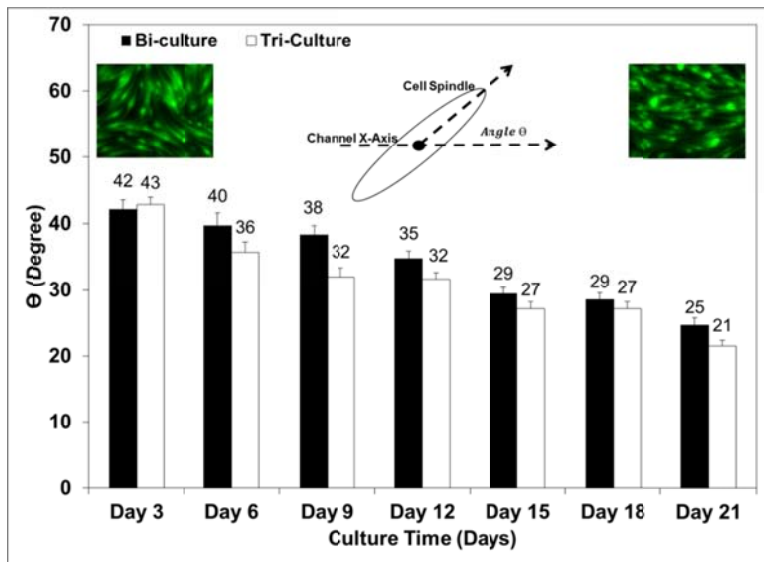 70
60
50
40
30
20
10
0
Θ (Degree)
Bi-culture Tri-Culture
Cell Spindle
Channel X-Axis
Angle Θ
42 43
40 36
38 32
35 32
29 27
29 27
25 21
Day 3 Day 6 Day 9 Day 12 Day 15 Day 18 Day 21
Culture Time (Days)